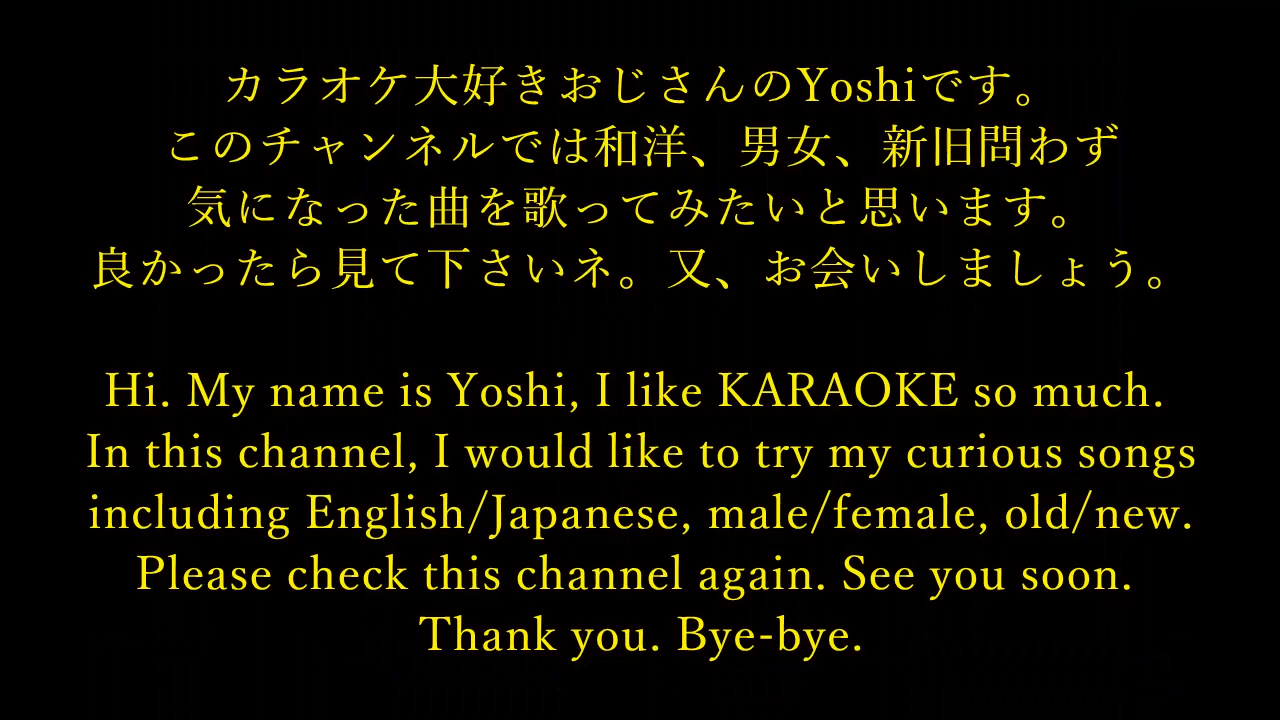 カラオケ大好きおじさんのYoshiです。
このチャンネルでは和洋、男女、新旧問わず
気になった曲を歌ってみたいと思います。
良かったら見て下さいネ。又、お会いしましょう。
Hi. My name is Yoshi, I like KARAOKE so much.
In this channel, I would like to try my curious songs
including English/Japanese, male/female, old/new.
Please check this channel again. See you soon.
Thank you. Bye-bye.